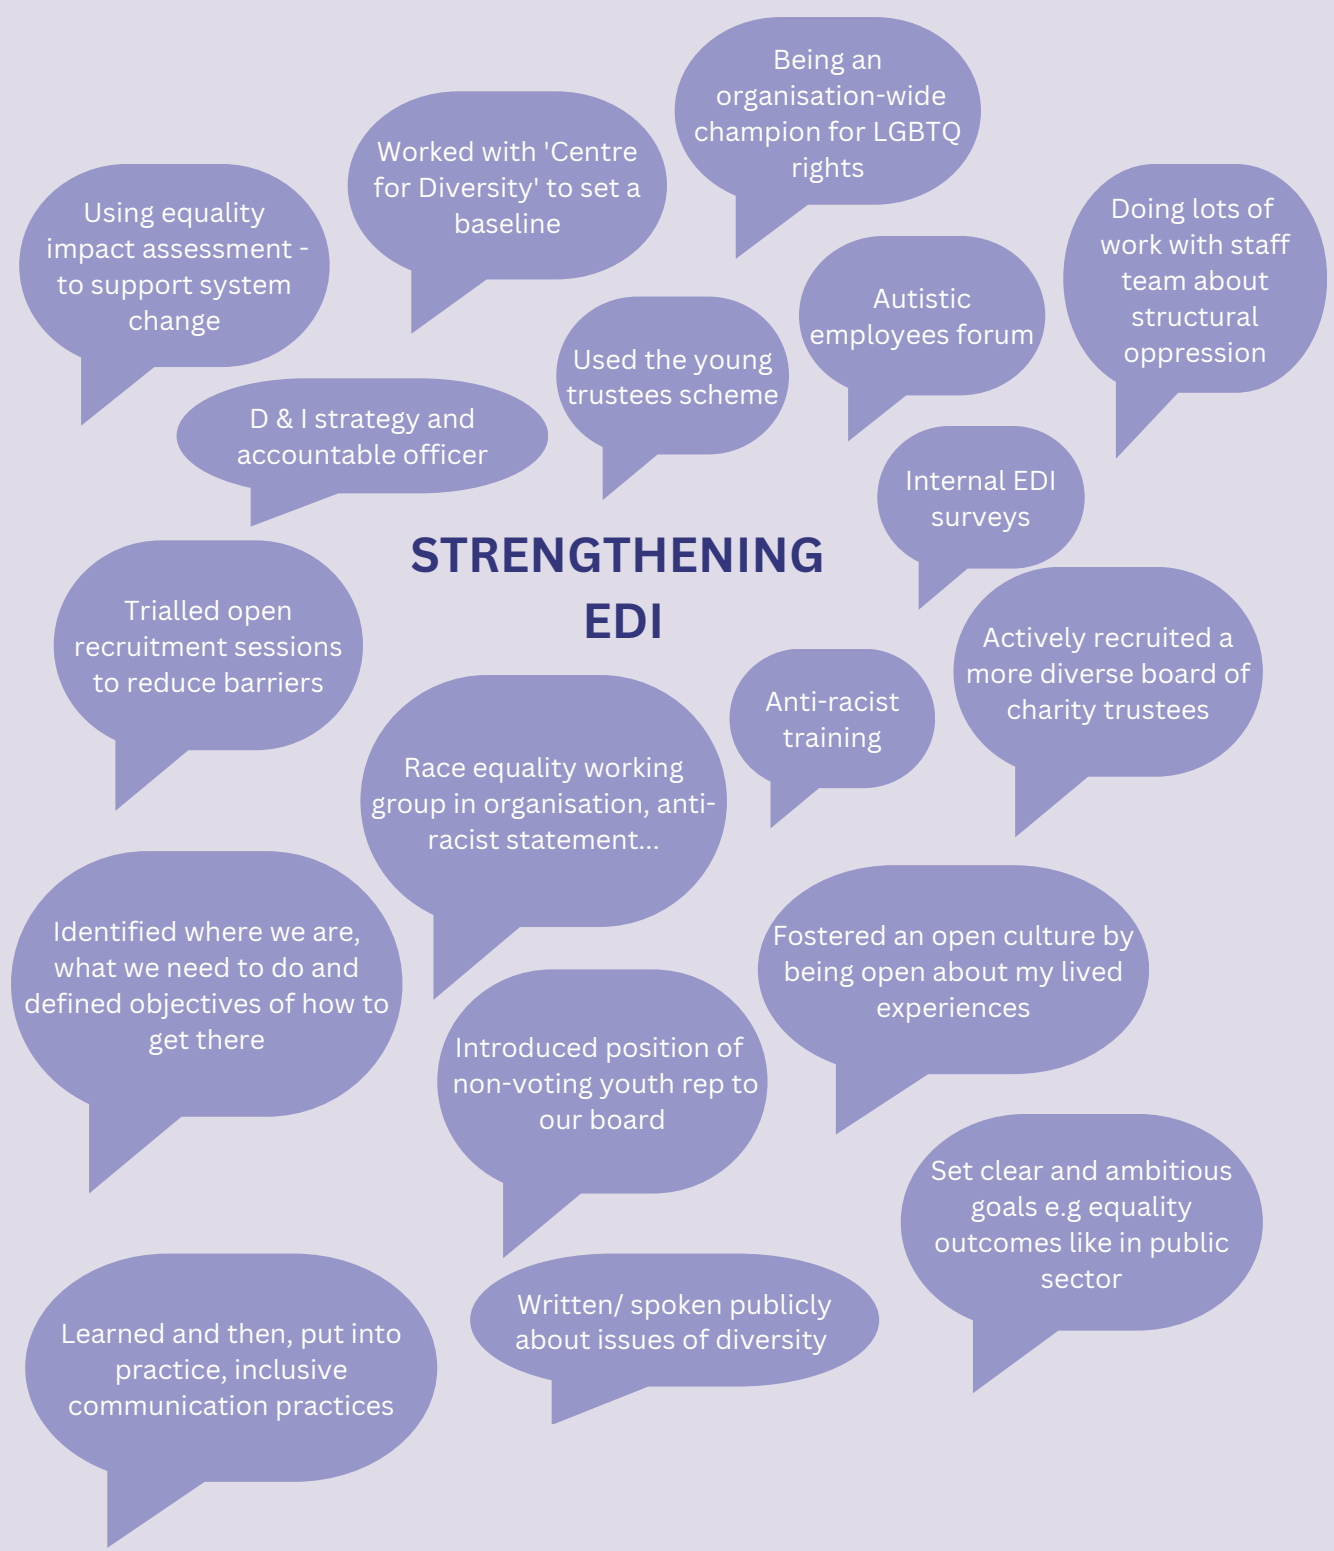 Being an
organisation-wide
champion for LGBTQ
rights
Worked with 'Centre
for Diversity' to set a
baseline
Using equality
impact assessment -
to support system
change
Doing lots of
work with staff
team about
structural
oppression
Autistic
employees forum
Used the young
trustees scheme
D & I strategy and
accountable officer
Internal EDI
surveys
STRENGTHENING
EDI
Trialled open
recruitment sessions
to reduce barriers
Actively recruited a
more diverse board of
charity trustees
Anti-racist
training
Race equality working
group in organisation, anti-
racist statement...
Identified where we are,
what we need to do and
defined objectives of how to
get there
Fostered an open culture by
being open about my lived
experiences
Introduced position of
non-voting youth rep to
our board
Set clear and ambitious
goals e.g equality
outcomes like in public
sector
Written/ spoken publicly
about issues of diversity
Learned and then, put into
practice, inclusive
communication practices